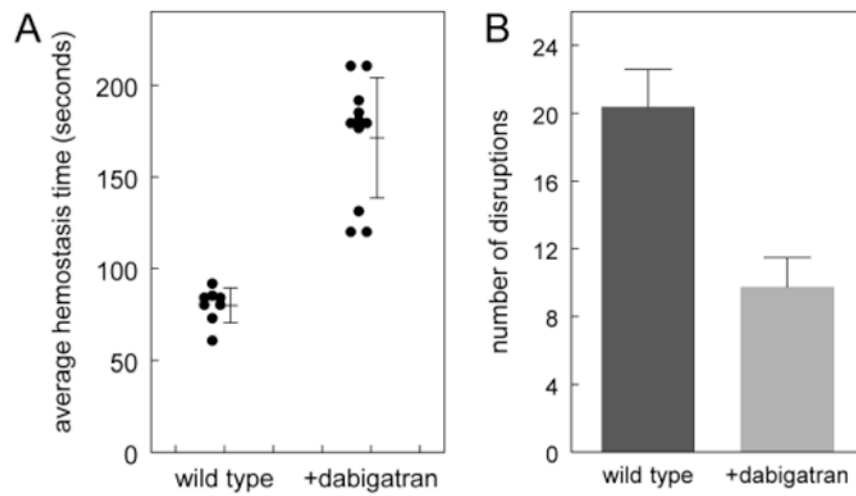 A
average hemostasis time (seconds)
200
150
100
50
0
wild type
+dabigatran
B
number of disruptions
24
20
16
12
8
4
0
wild type
+dabigatran